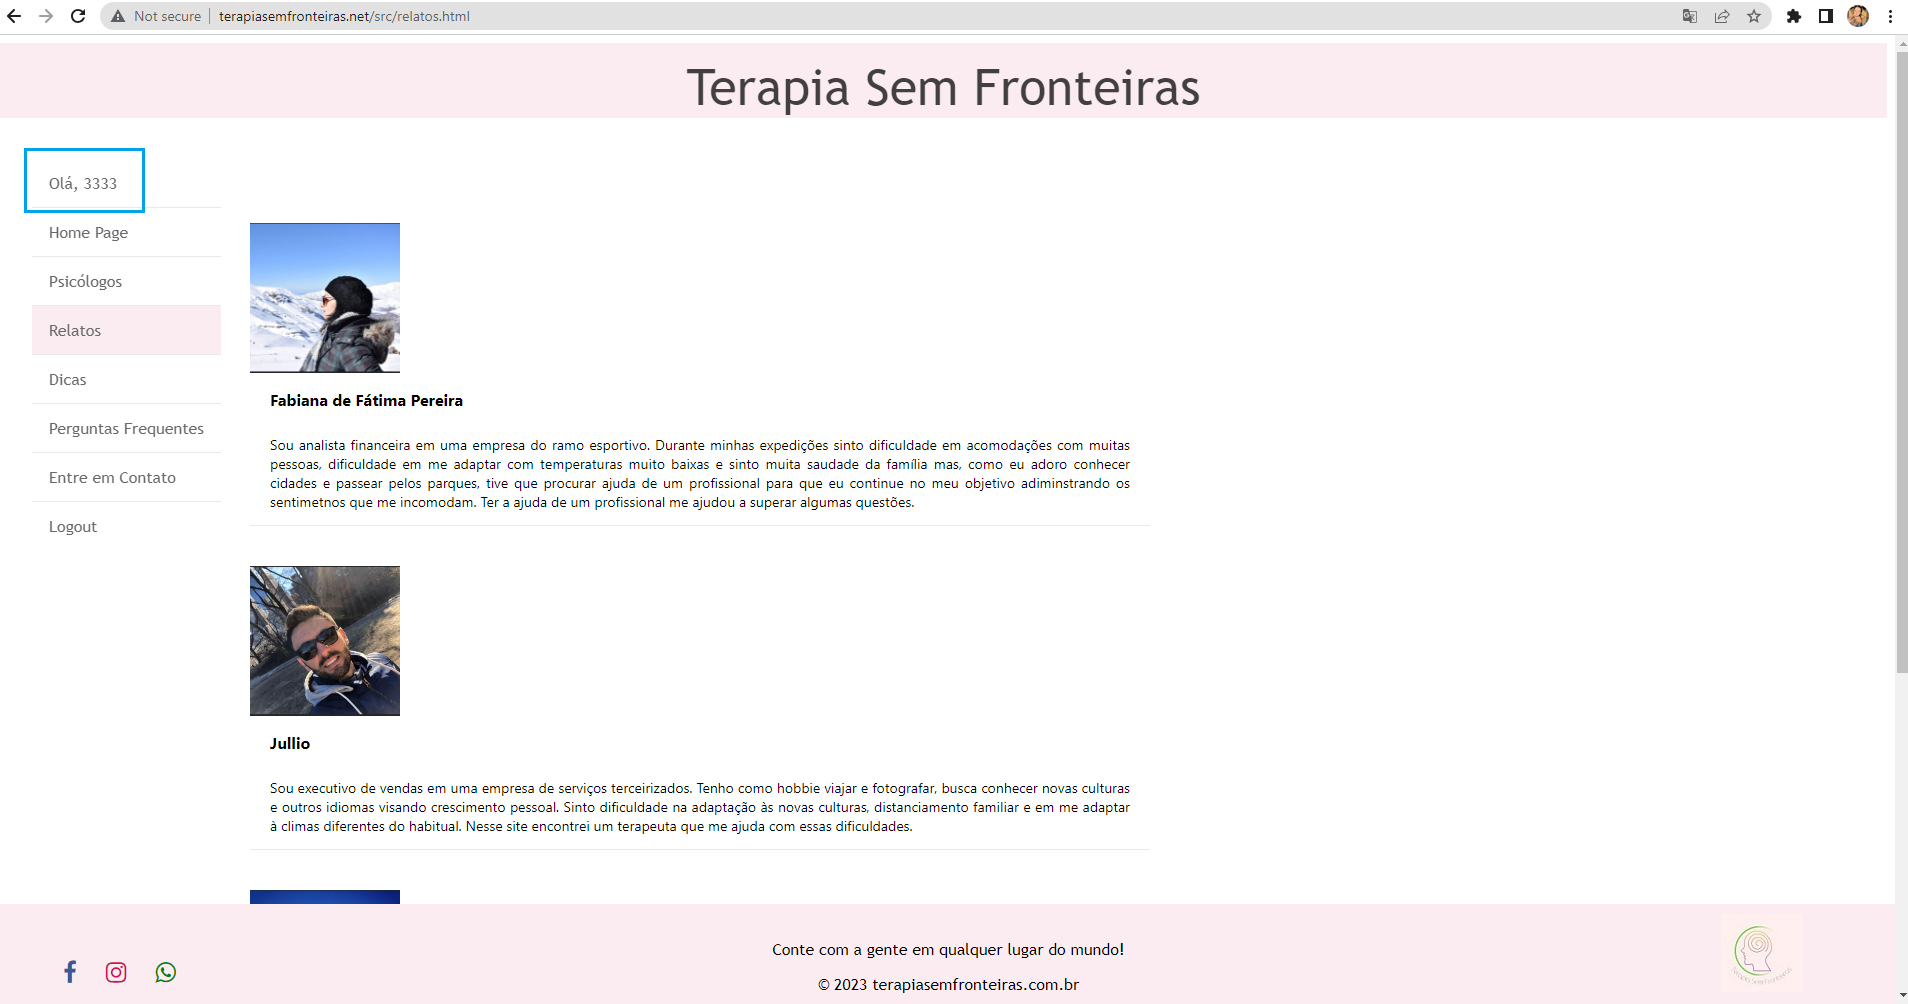 Not secure | terapiasemfronteiras.net/src/relatos.html
Terapia Sem Fronteiras
Olá, 3333
Home Page
Psicólogos
Relatos
Dicas
Perguntas Frequentes
Entre em Contato
Logout
Fabiana de Fátima Pereira
Sou analista financeira em uma empresa do ramo esportivo. Durante minhas expedições sinto dificuldade em acomodações com muitas
pessoas, dificuldade em me adaptar com temperaturas muito baixas e sinto muita saudade da família mas, como eu adoro conhecer
cidades e passear pelos parques, tive que procurar ajuda de um profissional para que eu continue no meu objetivo adiminstrando os
sentimetnos que me incomodam. Ter a ajuda de um profissional me ajudou a superar algumas questões.
Jullio
Sou executivo de vendas em uma empresa de serviços terceirizados. Tenho como hobbie viajar e fotografar, busca conhecer novas culturas
e outros idiomas visando crescimento pessoal. Sinto dificuldade na adaptação às novas culturas, distanciamento familiar e em me adaptar
à climas diferentes do habitual. Nesse site encontrei um terapeuta que me ajuda com essas dificuldades.
Conte com a gente em qualquer lugar do mundo!
© 2023 terapiasemfronteiras.com.br
Terapia Sem Fronteiras